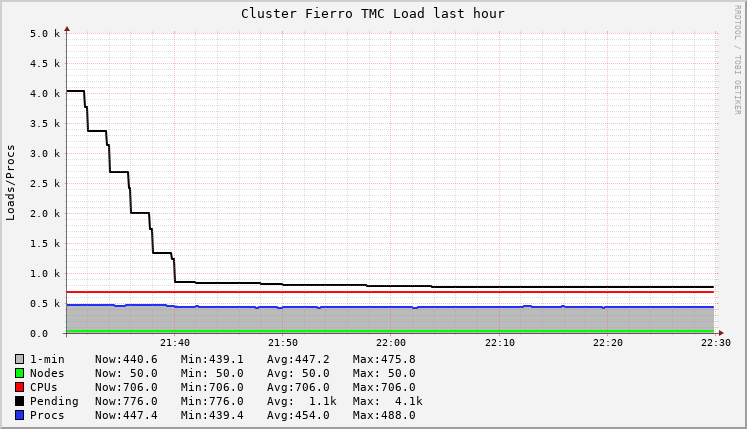 Cluster Fierro TMC Load last hour
RRDTOOL / TOBI OETIKER
Loads/Procs
5.0 k
4.5 k
4.0 k
3.5 k
3.0 k
2.5 k
2.0 k
1.5 k
1.0 k
0.5 k
0.0
21:40 21:50 22:00 22:10 22:20 22:30
1-min Now:440.6 Min:439.1 Avg:447.2 Max:475.8
Nodes Now: 50.0 Min: 50.0 Avg: 50.0 Max: 50.0
CPUs Now:706.0 Min:706.0 Avg:706.0 Max:706.0
Pending Now:776.0 Min:776.0 Avg: 1.1k Max: 4.1k
Procs Now:447.4 Min:439.4 Avg:454.0 Max:488.0